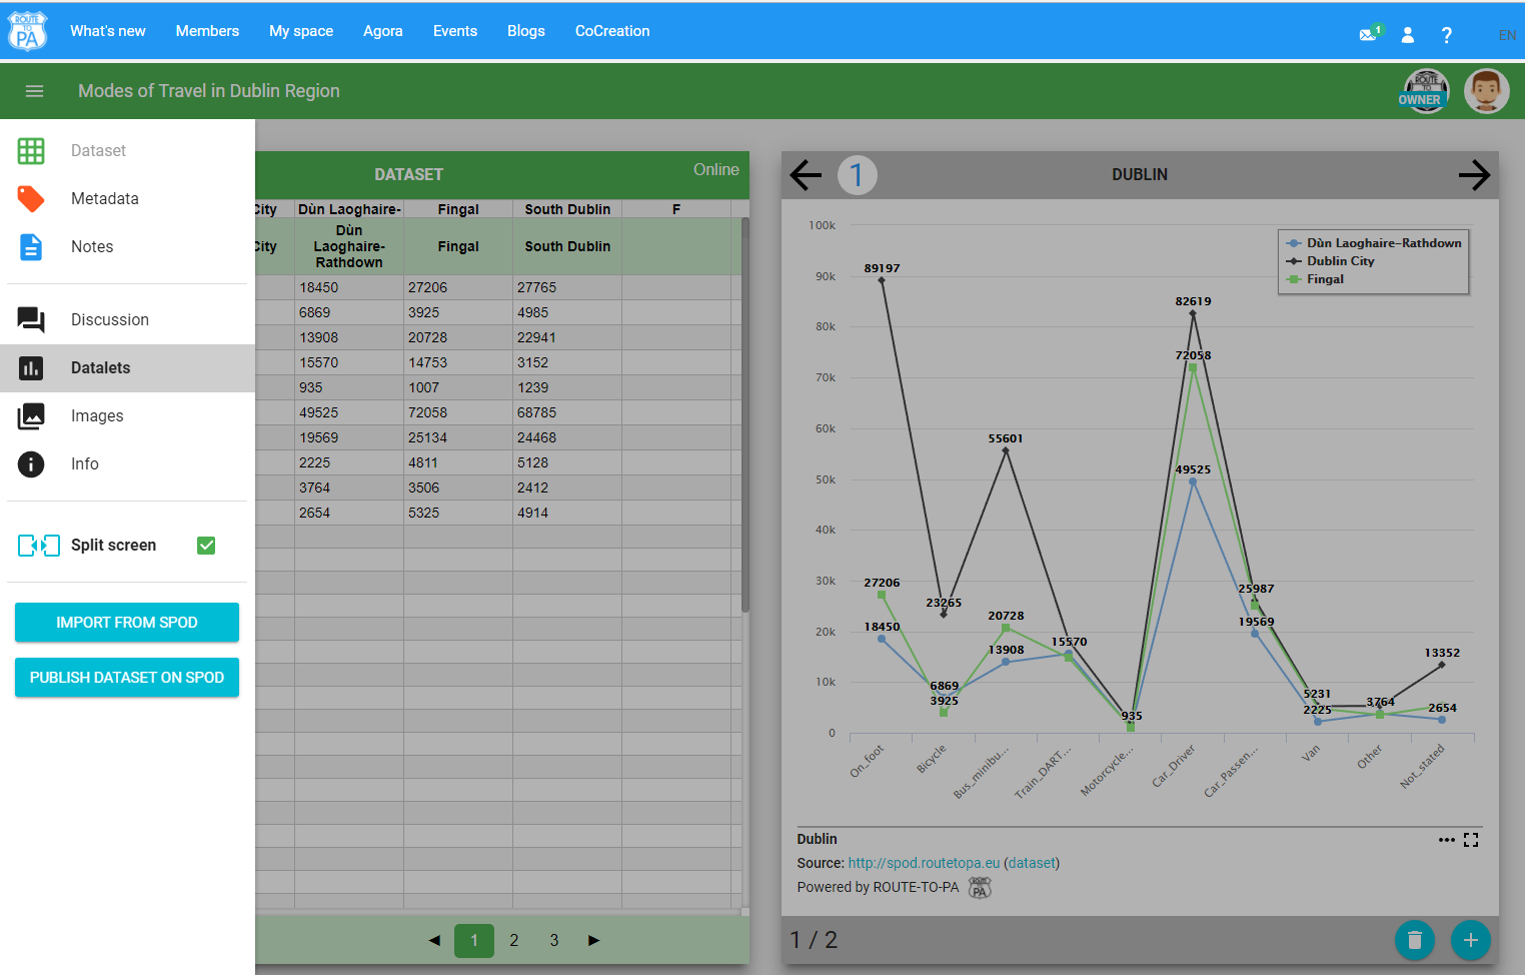 ROUTE
TO
PA
What's new
Members
My space
Agora
Events
Blogs
CoCreation
1
?
EN
Modes of Travel in Dublin Region
ROUTE
TO
OWNER
Dataset
Metadata
Notes
Discussion
Datalets
Images
Info
Split screen
IMPORT FROM SPOD
PUBLISH DATASET ON SPOD
DATASET
Online
City Dùn Laoghaire- Fingal South Dublin F
City Dùn Laoghaire-Rathdown Fingal South Dublin
18450 27206 27765
6869 3925 4985
13908 20728 22941
15570 14753 3152
935 1007 1239
49525 72058 68785
19569 25134 24468
2225 4811 5128
3764 3506 2412
2654 5325 4914
◄ 1 2 3 ►
1
DUBLIN
100k
90k
80k
70k
60k
50k
40k
30k
20k
10k
0
Dùn Laoghaire–Rathdown
Dublin City
Fingal
89197
82619
72058
55601
49525
27206
23265
25987
18450
20728
19569
13908
15570
13352
6869
3925
935
5231
2225
3764
2654
On_foot
Bicycle
Bus_minibu...
Train_DART...
Motorcycle...
Car_Driver
Car_Passen...
Van
Other
Not_stated
Dublin
Source: http://spod.routetopa.eu (dataset)
Powered by ROUTE-TO-PA
PA
1 / 2